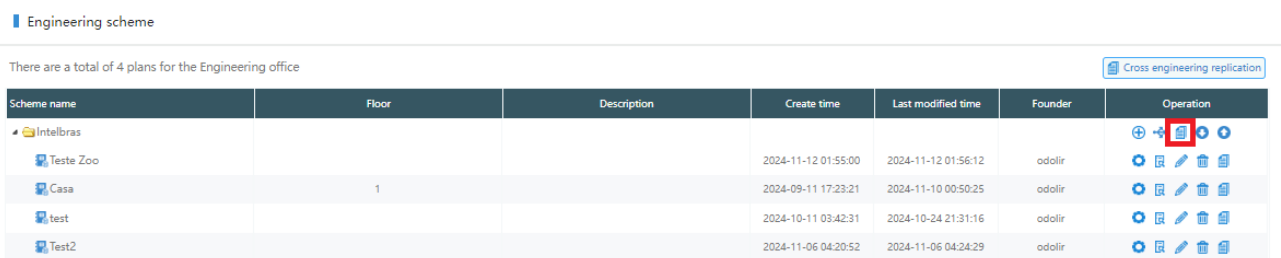 Engineering scheme
There are a total of 4 plans for the Engineering office
Cross engineering replication
Scheme name Floor Description Create time Last modified time Founder Operation
Intelbras
Teste Zoo 2024-11-12 01:55:00 2024-11-12 01:56:12 odolir
Casa 1 2024-09-11 17:23:21 2024-11-10 00:50:25 odolir
test 2024-10-11 03:42:31 2024-10-24 21:31:16 odolir
Test2 2024-11-06 04:20:52 2024-11-06 04:24:29 odolir